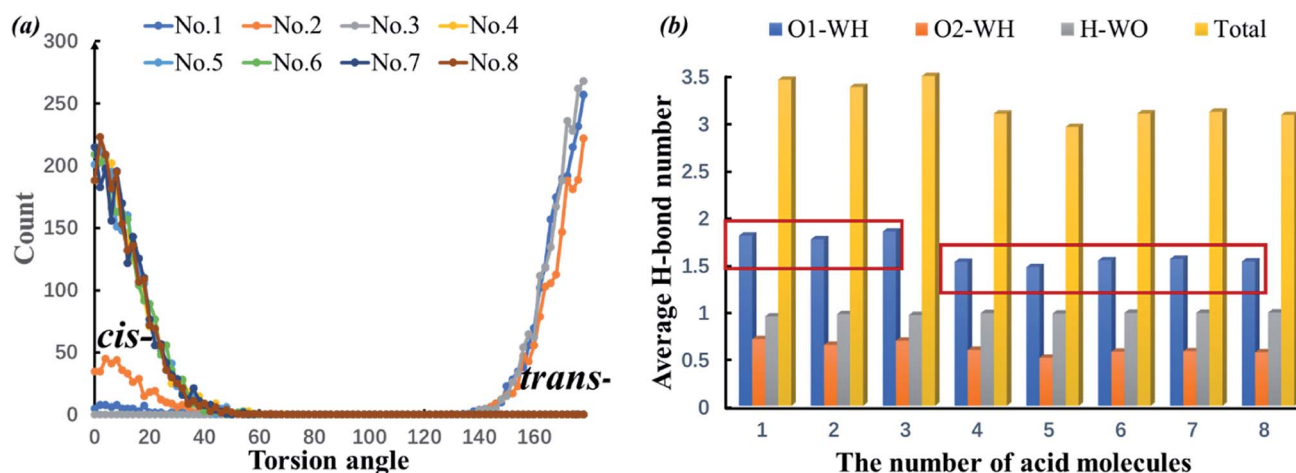 (a)
No.1 No.2 No.3 No.4
No.5 No.6 No.7 No.8
300
250
200
150
100
50
0
Count
cis-
trans-
0 20 40 60 80 100 120 140 160
Torsion angle
(b)
O1-WH O2-WH H-WO Total
3.5
3
2.5
2
1.5
1
0.5
0
Average H-bond number
1 2 3 4 5 6 7 8
The number of acid molecules